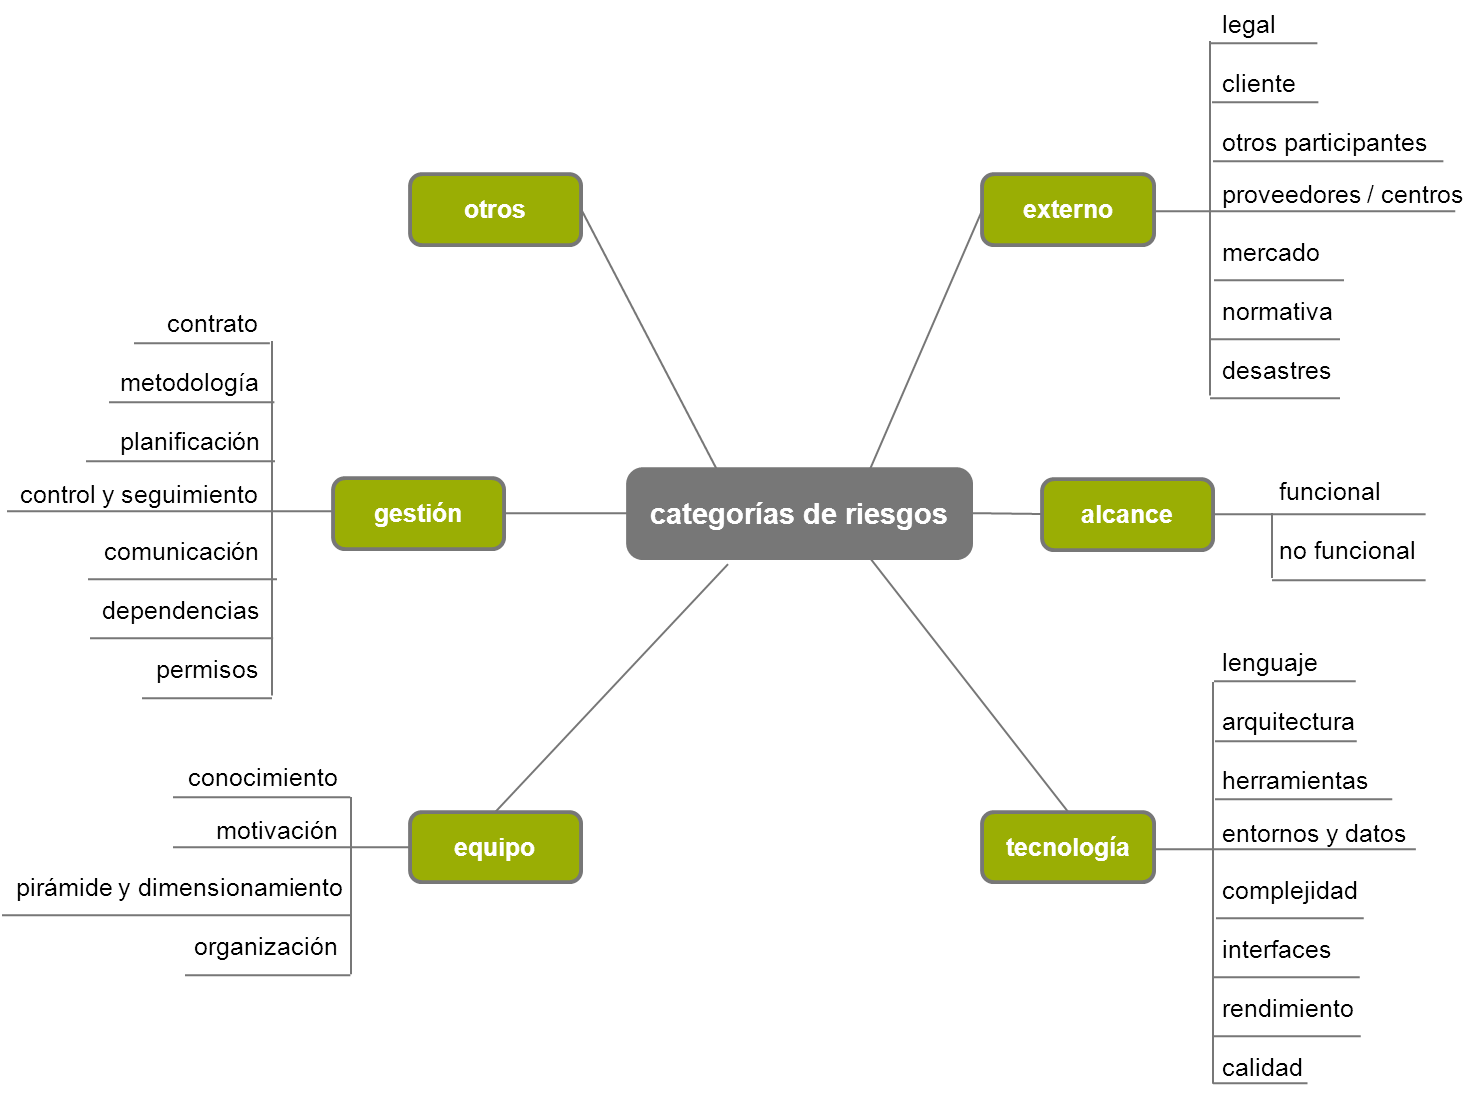 categorías de riesgos
otros
externo
legal
cliente
otros participantes
proveedores / centros
mercado
normativa
desastres
gestión
contrato
metodología
planificación
control y seguimiento
comunicación
dependencias
permisos
alcance
funcional
no funcional
equipo
conocimiento
motivación
pirámide y dimensionamiento
organización
tecnología
lenguaje
arquitectura
herramientas
entornos y datos
complejidad
interfaces
rendimiento
calidad